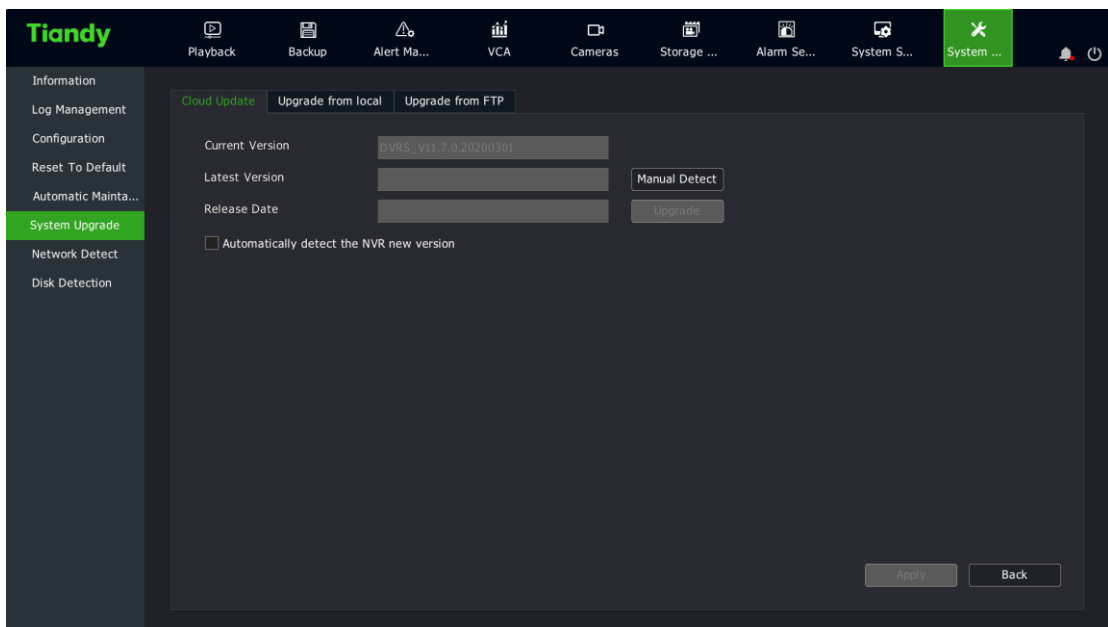 Tiandy
Playback
Backup
Alert Ma...
VCA
Cameras
Storage ...
Alarm Se...
System S...
System ...
Information
Log Management
Configuration
Reset To Default
Automatic Mainta...
System Upgrade
Network Detect
Disk Detection
Cloud Update
Upgrade from local
Upgrade from FTP
Current Version
DVRS_V11.7.0.20200301
Latest Version
Manual Detect
Release Date
Upgrade
Automatically detect the NVR new version
Apply
Back